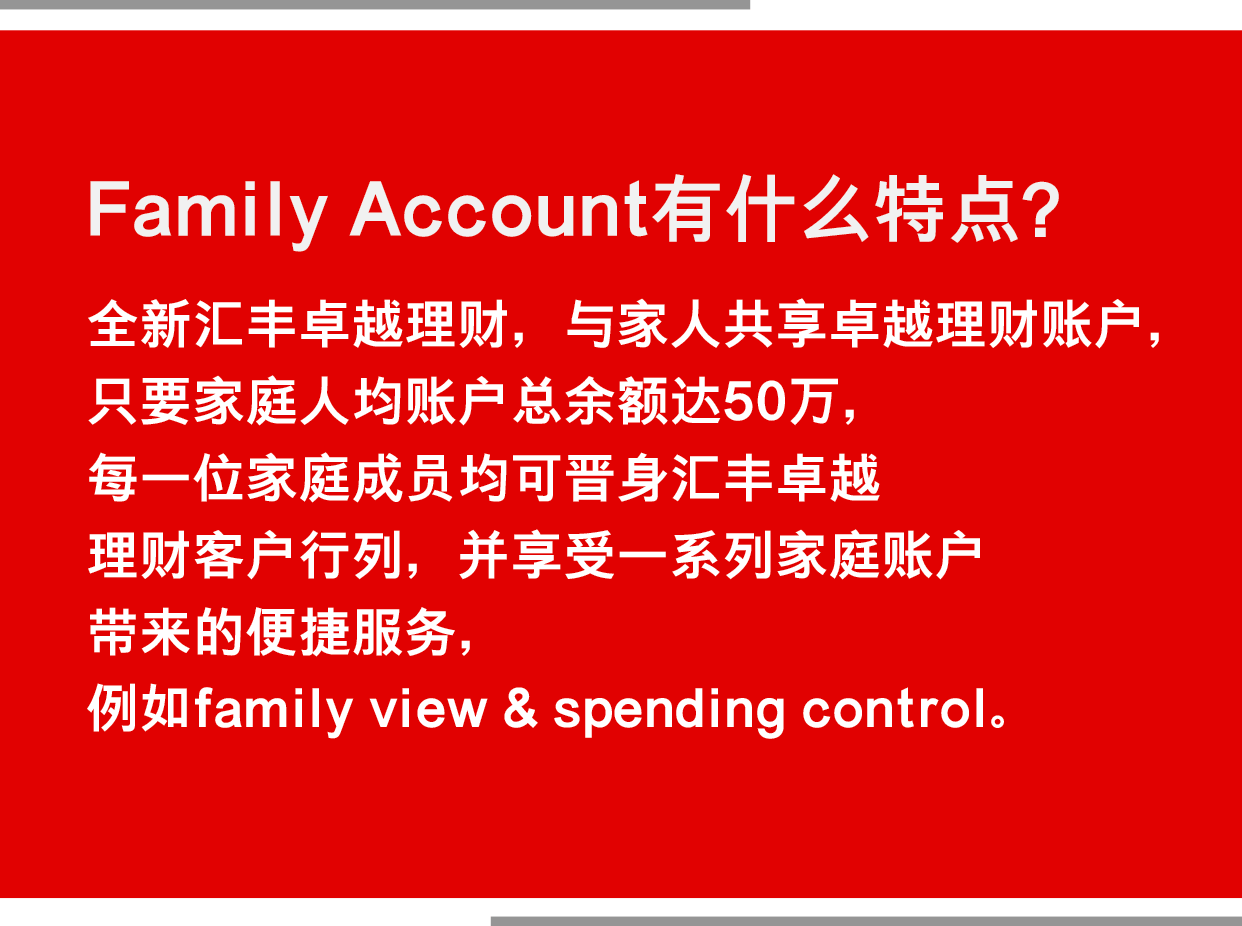 Family Account有什么特点?
全新汇丰卓越理财，与家人共享卓越理财账户，
只要家庭人均账户总余额达50万，
每一位家庭成员均可晋身汇丰卓越
理财客户行列，并享受一系列家庭账户
带来的便捷服务，
例如family view & spending control。